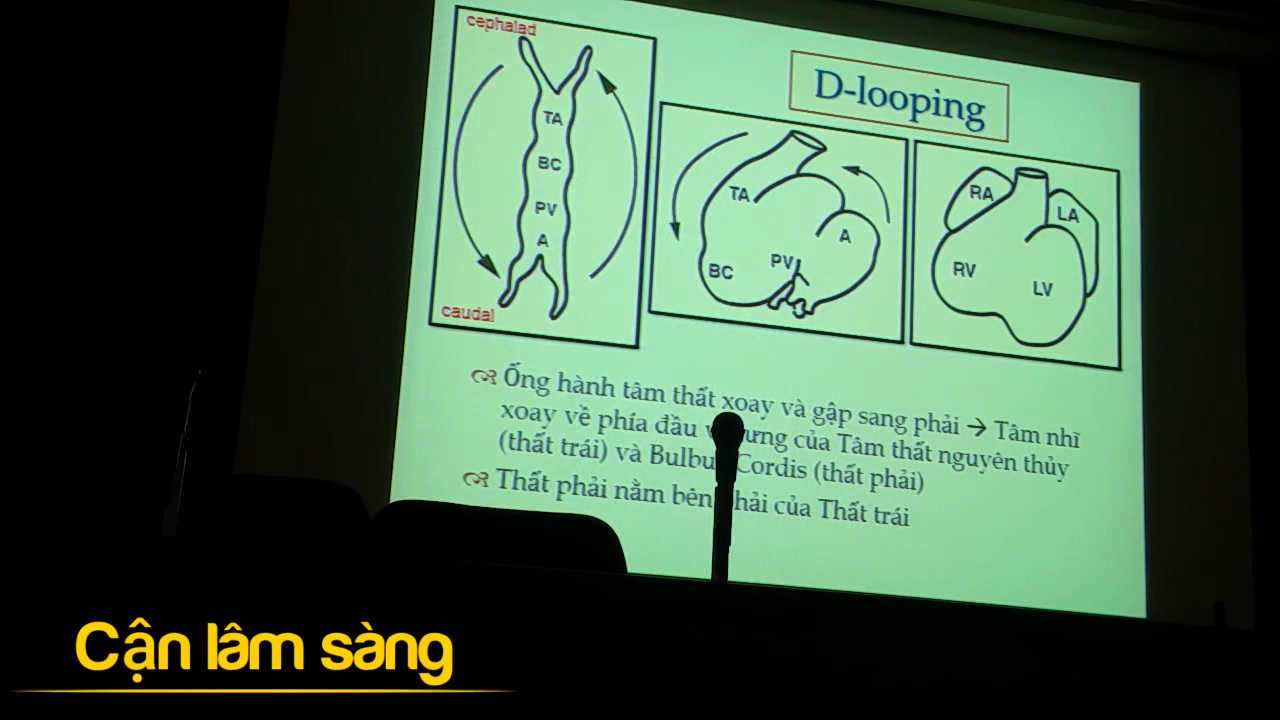 cephalad
TA
BC
PV
A
caudal
D-looping
TA
A
PV
BC
RA
LA
RV
LV
Ống hành tâm thất xoay và gập sang phải → Tâm nhĩ
xoay về phía đầu của Tâm thất nguyên thủy
(thất trái) và Cordis (thất phải)
Thất phải nằm bên của Thất trái
Cận lâm sàng